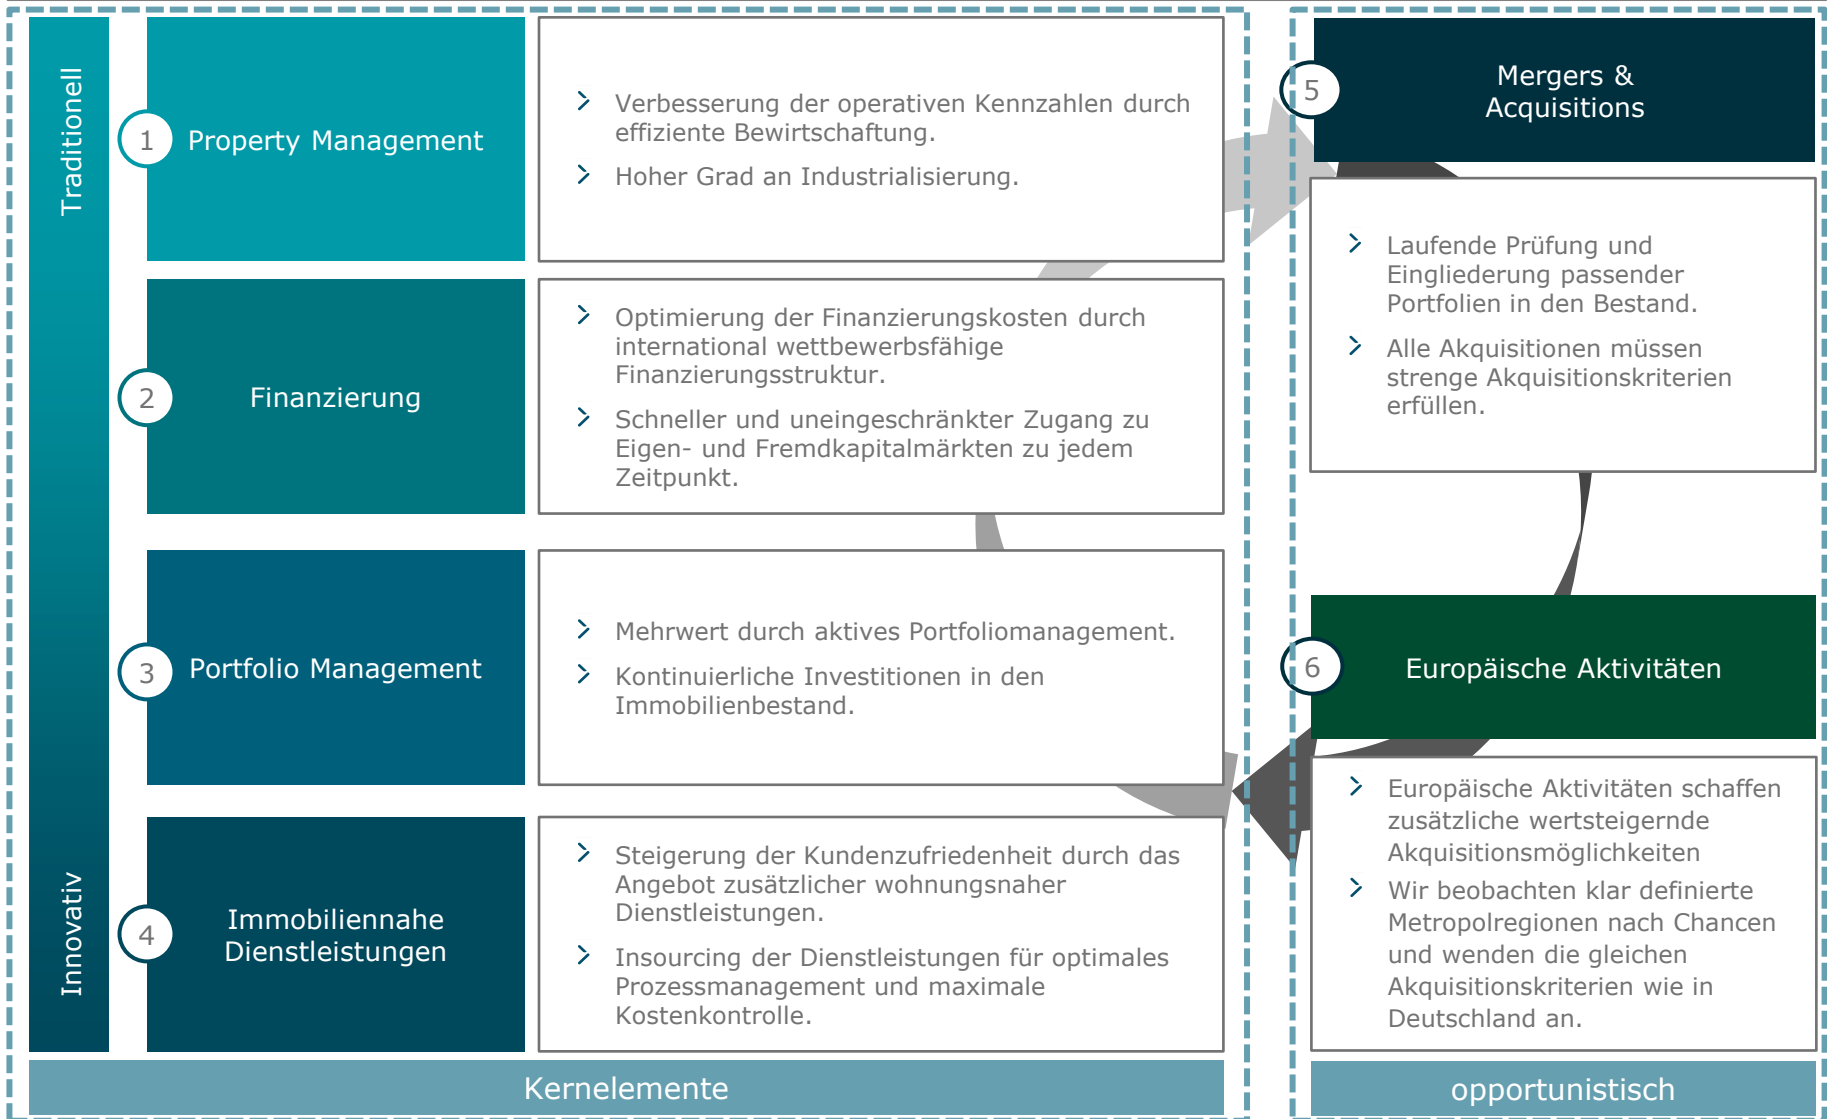 Traditionell
Innovativ
1
Property Management
Verbesserung der operativen Kennzahlen durch
effiziente Bewirtschaftung.
Hoher Grad an Industrialisierung.
2
Finanzierung
Optimierung der Finanzierungskosten durch
international wettbewerbsfähige
Finanzierungsstruktur.
Schneller und uneingeschränkter Zugang zu
Eigen- und Fremdkapitalmärkten zu jedem
Zeitpunkt.
3
Portfolio Management
Mehrwert durch aktives Portfoliomanagement.
Kontinuierliche Investitionen in den
Immobilienbestand.
4
Immobiliennahe
Dienstleistungen
Steigerung der Kundenzufriedenheit durch das
Angebot zusätzlicher wohnungsnaher
Dienstleistungen.
Insourcing der Dienstleistungen für optimales
Prozessmanagement und maximale
Kostenkontrolle.
Kernelemente
5
Mergers &
Acquisitions
Laufende Prüfung und
Eingliederung passender
Portfolien in den Bestand.
Alle Akquisitionen müssen
strenge Akquisitionskriterien
erfüllen.
6
Europäische Aktivitäten
Europäische Aktivitäten schaffen
zusätzliche wertsteigernde
Akquisitionsmöglichkeiten
Wir beobachten klar definierte
Metropolregionen nach Chancen
und wenden die gleichen
Akquisitionskriterien wie in
Deutschland an.
opportunistisch